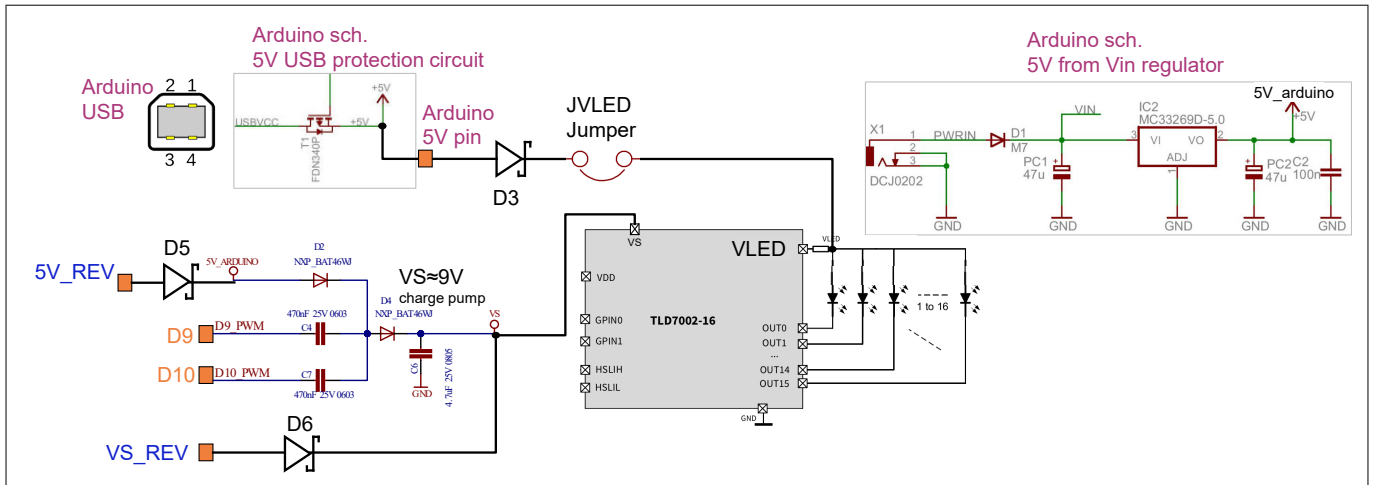 Arduino sch.
5V USB protection circuit
Arduino
USB
2 1
3 4
USBVCC
+5V
+5V
T1
FDN340P
Arduino
5V pin
D3
JVLED
Jumper
Arduino sch.
5V from Vin regulator
X1
1
2
3
DCJ0202
PWRIN
D1
M7
VIN
PC1
47u
IC2
MC33269D-5.0
3
VI
VO
2
ADJ
1
5V_arduino
+5V
PC2
47u
C2
100n
GND
GND
GND
GND
GND
5V_REV
D5
5V_ARDUINO
D2
NXP_BAT46WJ
D9
D9_PWM
470nF 25V 0603
C4
D10
D10_PWM
C7
470nF 25V 0603
D4
NXP_BAT46WJ
VS≈9V
charge pump
VS
C6
4.7uF 25V 0805
GND
VS_REV
D6
VS
VLED
VLED
VDD
GPIN0
GPIN1
HSLIH
HSLIL
TLD7002-16
OUT0
OUT1
...
OUT14
OUT15
GND
1 to 16